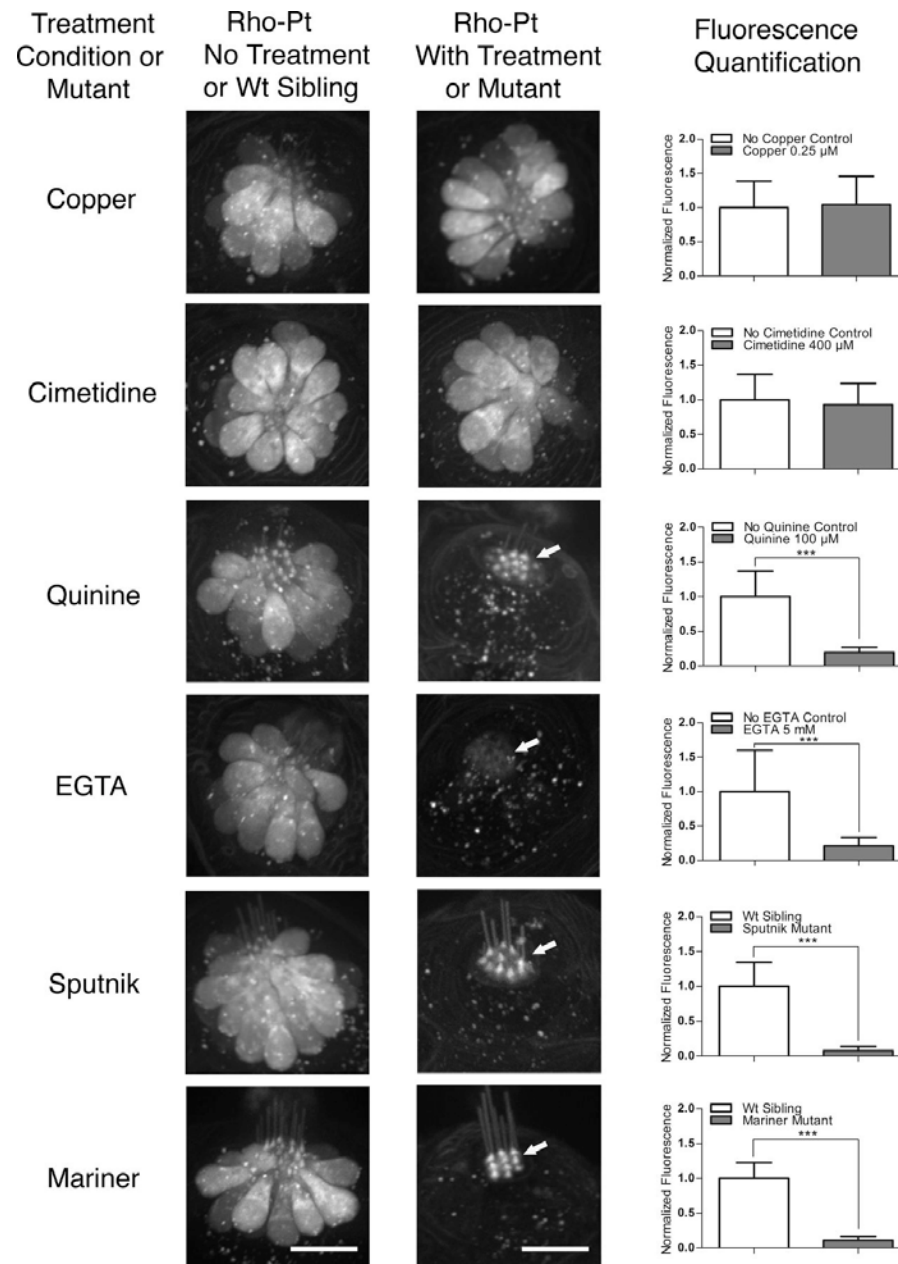 Treatment
Condition or
Mutant
Rho-Pt
No Treatment
or Wt Sibling
Rho-Pt
With Treatment
or Mutant
Fluorescence
Quantification
Copper
Normalized Fluorescence
2.0
1.5
1.0
0.5
0.0
No Copper Control
Copper 0.25 µM
Cimetidine
Normalized Fluorescence
2.0
1.5
1.0
0.5
0.0
No Cimetidine Control
Cimetidine 400 µM
Quinine
Normalized Fluorescence
2.0
1.5
1.0
0.5
0.0
No Quinine Control
Quinine 100 µM
***
EGTA
Normalized Fluorescence
2.0
1.5
1.0
0.5
0.0
No EGTA Control
EGTA 5 mM
***
Sputnik
Normalized Fluorescence
2.0
1.5
1.0
0.5
0.0
Wt Sibling
Sputnik Mutant
***
Mariner
Normalized Fluorescence
2.0
1.5
1.0
0.5
0.0
Wt Sibling
Mariner Mutant
***